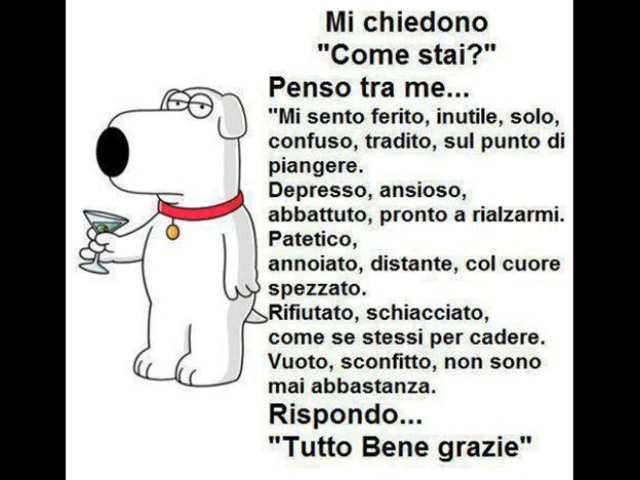 Mi chiedono
"Come stai?"
Penso tra me...
"Mi sento ferito, inutile, solo,
confuso, tradito, sul punto di
piangere.
Depresso, ansioso,
abbattuto, pronto a rialzarmi.
Patetico,
annoiato, distante, col cuore
spezzato.
Rifiutato, schiacciato,
come se stessi per cadere.
Vuoto, sconfitto, non sono
mai abbastanza.
Rispondo...
"Tutto Bene grazie"